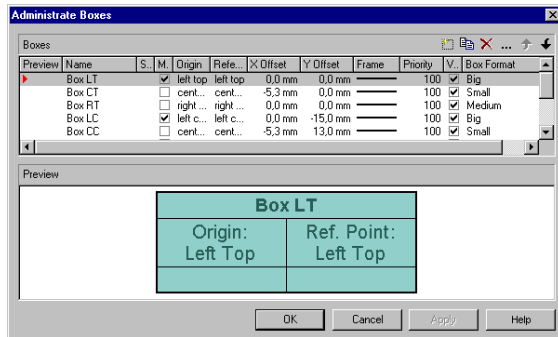 Administrate Boxes
Boxes
Preview Name S.. M. Origin Refe... X Offset Y Offset Frame Priority V.. Box Format
Box LT left top left top 0,0 mm 0,0 mm 100 Big
Box CT cent... cent... -5,3 mm 0,0 mm 100 Small
Box RT right ... right ... 0,0 mm 0,0 mm 100 Medium
Box LC left c... left c... 0,0 mm -15,0 mm 100 Big
Box CC cent... cent... -5,3 mm 13,0 mm 100 Small
Preview
Box LT
Origin: Ref. Point:
Left Top Left Top
OK Cancel Apply Help